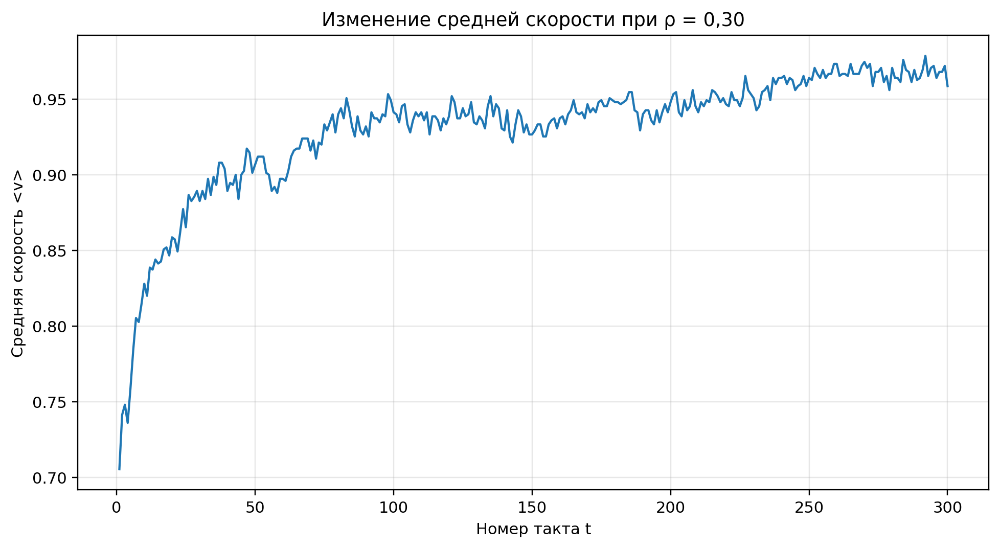 Изменение средней скорости при ρ = 0,30
Средняя скорость <v>
0.95
0.90
0.85
0.80
0.75
0.70
0 50 100 150 200 250 300
Номер такта t